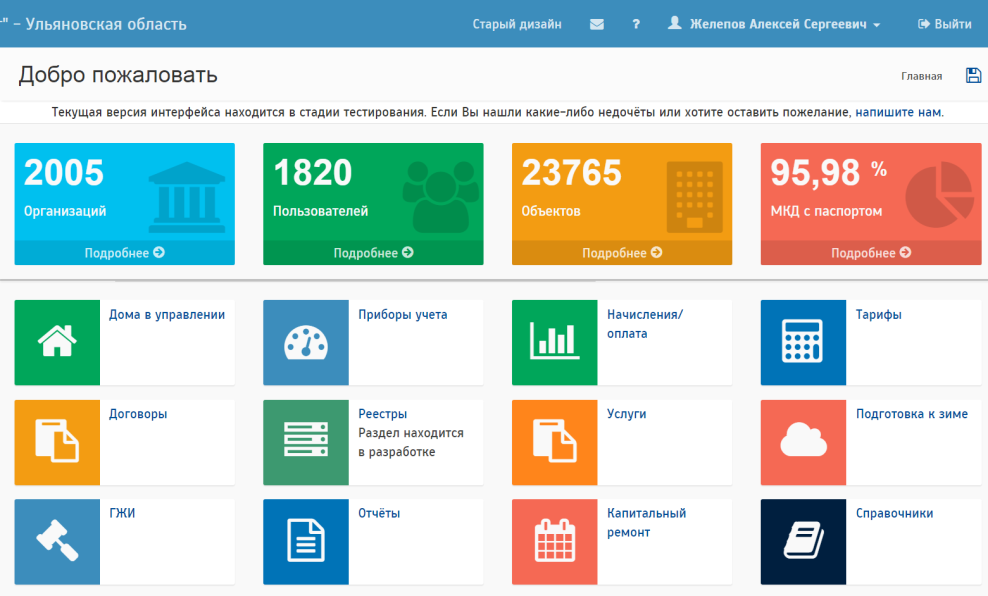 " – Ульяновская область
Старый дизайн ? Желепов Алексей Сергеевич Выйти
Добро пожаловать
Главная
Текущая версия интерфейса находится в стадии тестирования. Если Вы нашли какие-либо недочёты или хотите оставить пожелание, напишите нам.
2005
Организаций
Подробнее
1820
Пользователей
Подробнее
23765
Объектов
Подробнее
95,98 %
МКД с паспортом
Подробнее
Дома в управлении
Приборы учета
Начисления/
оплата
Тарифы
Договоры
Реестры
Раздел находится
в разработке
Услуги
Подготовка к зиме
ГЖИ
Отчёты
Капитальный
ремонт
Справочники